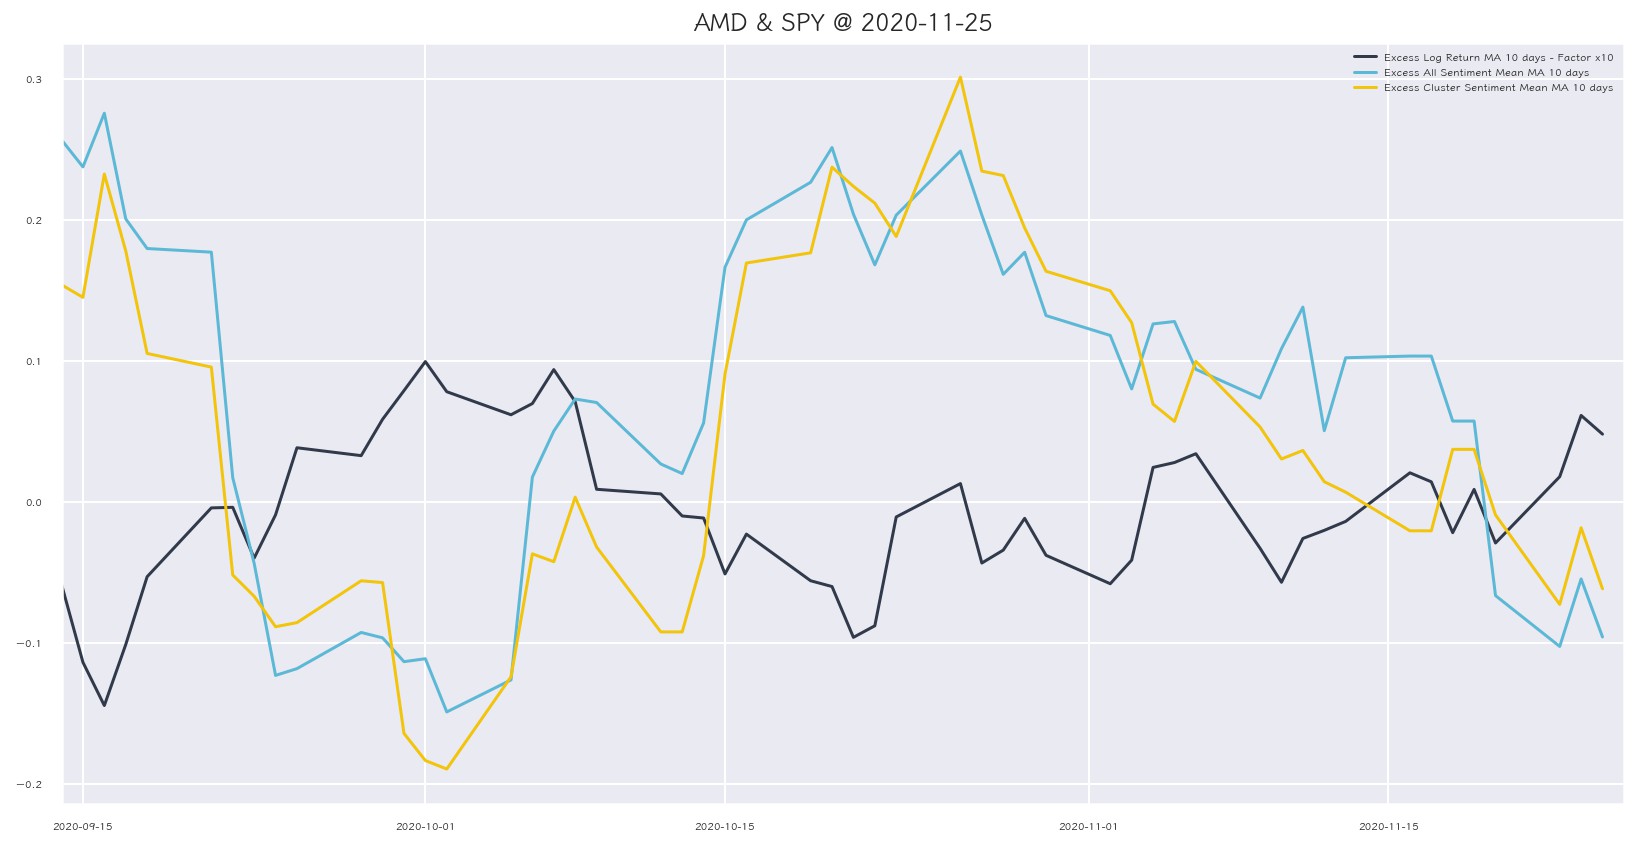 AMD & SPY @ 2020-11-25
Excess Log Return MA 10 days - Factor x10
Excess All Sentiment Mean MA 10 days
Excess Cluster Sentiment Mean MA 10 days
0.3
0.2
0.1
0.0
−0.1
−0.2
2020-09-15
2020-10-01
2020-10-15
2020-11-01
2020-11-15